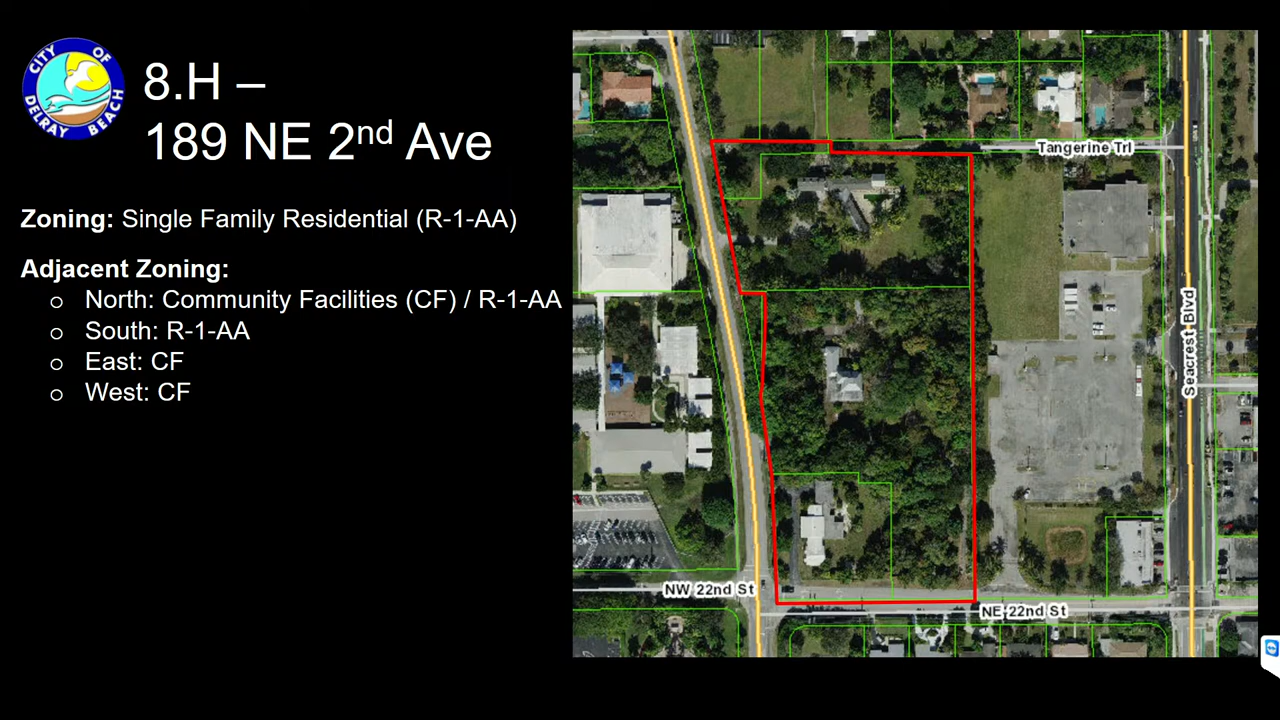 CITY OF
DELRAY BEACH
8.H –
189 NE 2nd Ave
Zoning: Single Family Residential (R-1-AA)
Adjacent Zoning:
o North: Community Facilities (CF) / R-1-AA
o South: R-1-AA
o East: CF
o West: CF
Tangerine Trl
Seacrest Blvd
NW 22nd St
NE 22nd St